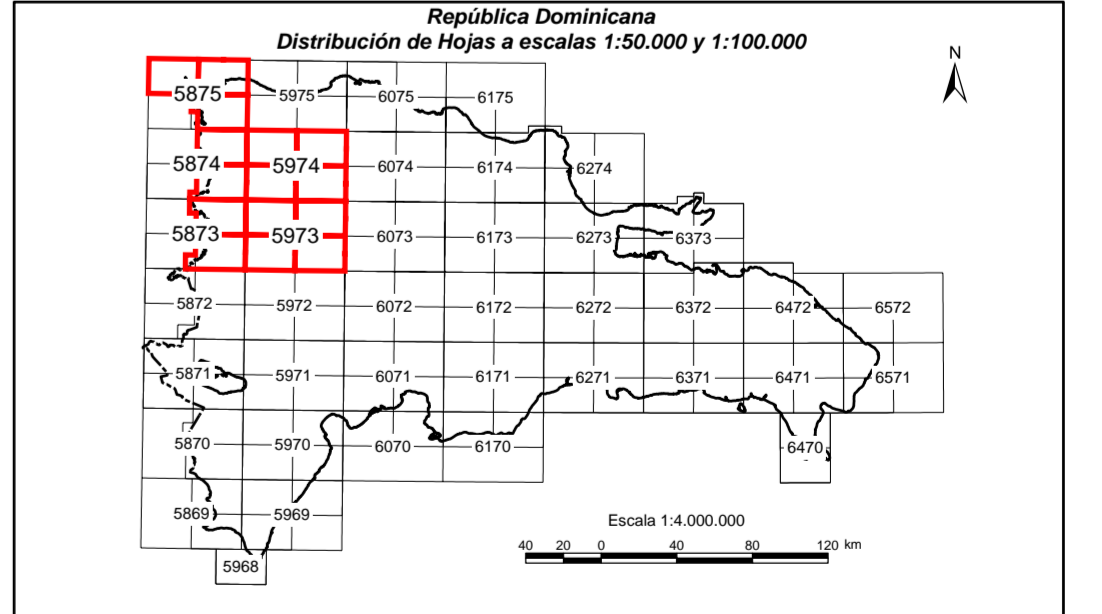 República Dominicana
Distribución de Hojas a escalas 1:50.000 y 1:100.000
N
5875 5975 6075 6175
5874 5974 6074 6174 6274
5873 5973 6073 6173 6273 6373
5872 5972 6072 6172 6272 6372 6472 6572
5871 5971 6071 6171 6271 6371 6471 6571
5870 5970 6070 6170 6470
5869 5969
5968
Escala 1:4.000.000
40 20 0 40 80 120 km